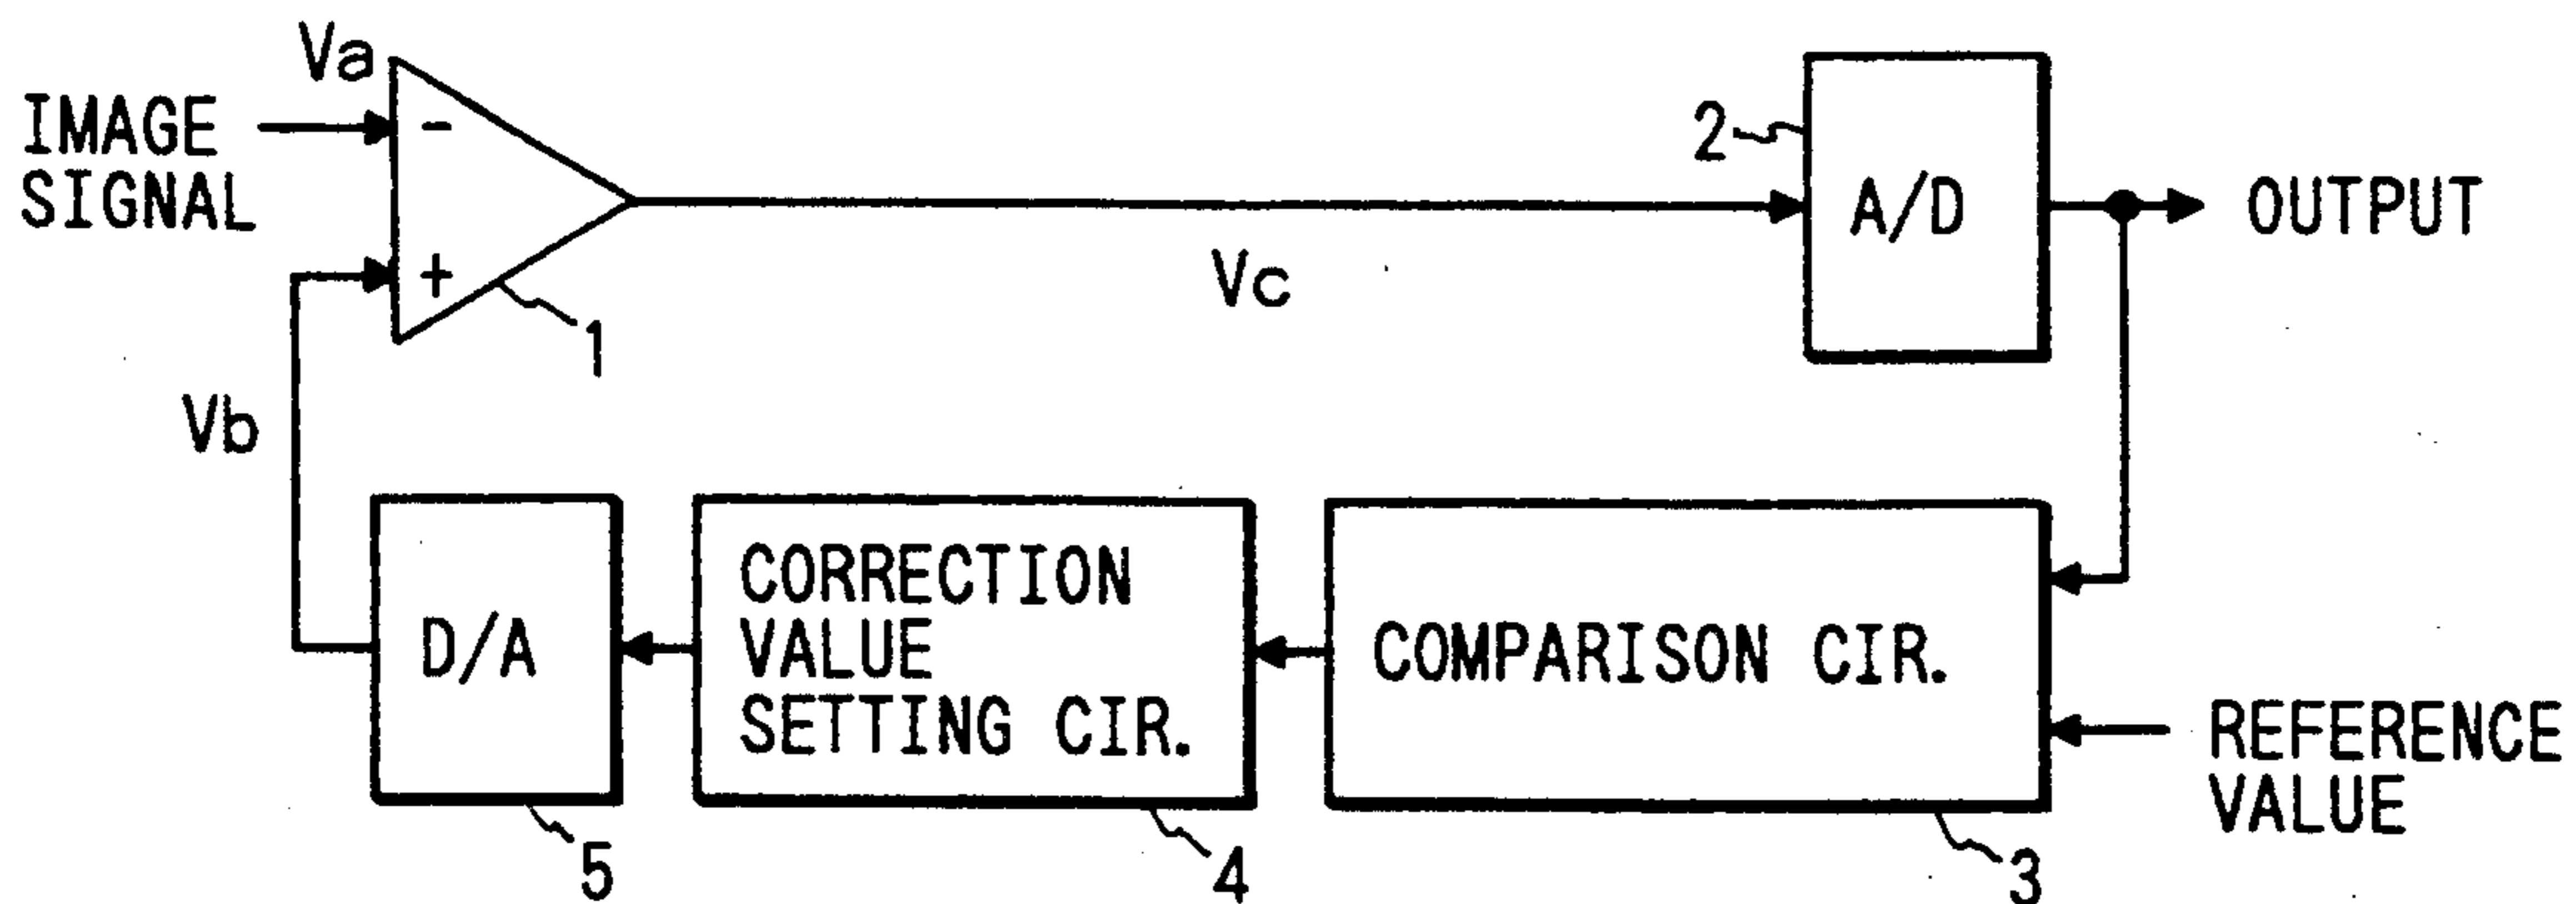 Va
IMAGE
SIGNAL
-
+
1
Vb
Vc
2
A/D
OUTPUT
D/A
5
CORRECTION
VALUE
SETTING CIR.
4
COMPARISON CIR.
3
REFERENCE
VALUE